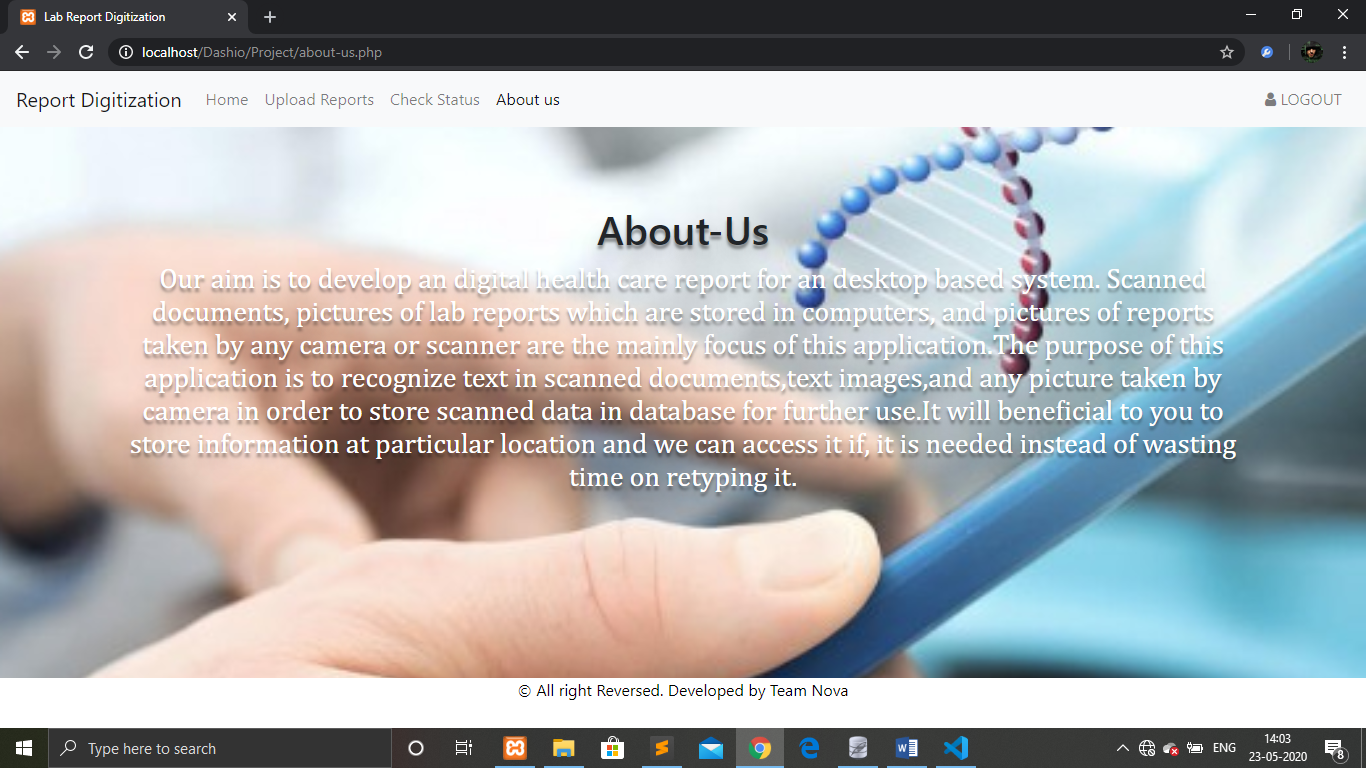 Lab Report Digitization
localhost/Dashio/Project/about-us.php
Report Digitization Home Upload Reports Check Status About us LOGOUT
About-Us
Our aim is to develop an digital health care report for an desktop based system. Scanned
documents, pictures of lab reports which are stored in computers, and pictures of reports
taken by any camera or scanner are the mainly focus of this application.The purpose of this
application is to recognize text in scanned documents,text images,and any picture taken by
camera in order to store scanned data in database for further use.It will beneficial to you to
store information at particular location and we can access it if, it is needed instead of wasting
time on retyping it.
© All right Reversed. Developed by Team Nova
Type here to search
ENG
14:03
23-05-2020
8